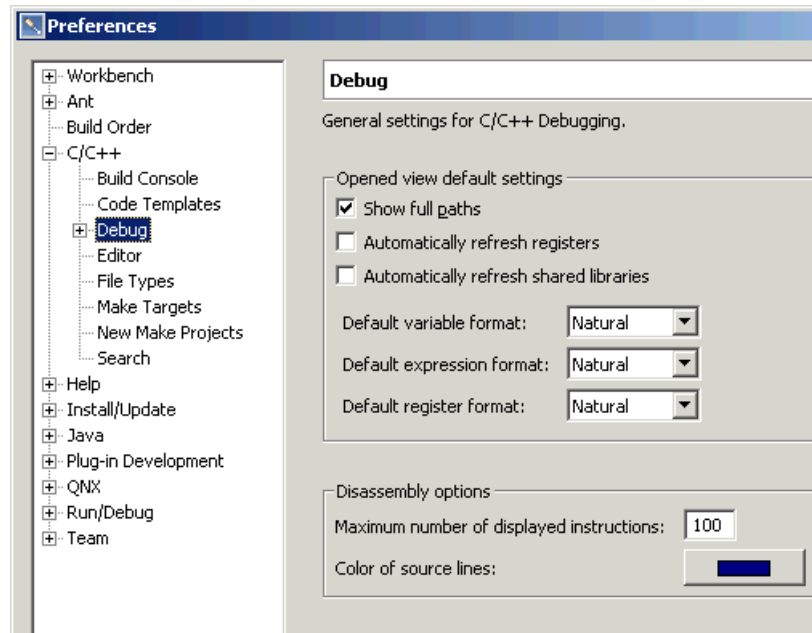 Preferences
Workbench
Ant
Build Order
C/C++
Build Console
Code Templates
Debug
Editor
File Types
Make Targets
New Make Projects
Search
Help
Install/Update
Java
Plug-in Development
QNX
Run/Debug
Team
Debug
General settings for C/C++ Debugging.
Opened view default settings
Show full paths
Automatically refresh registers
Automatically refresh shared libraries
Default variable format: Natural
Default expression format: Natural
Default register format: Natural
Disassembly options
Maximum number of displayed instructions: 100
Color of source lines: